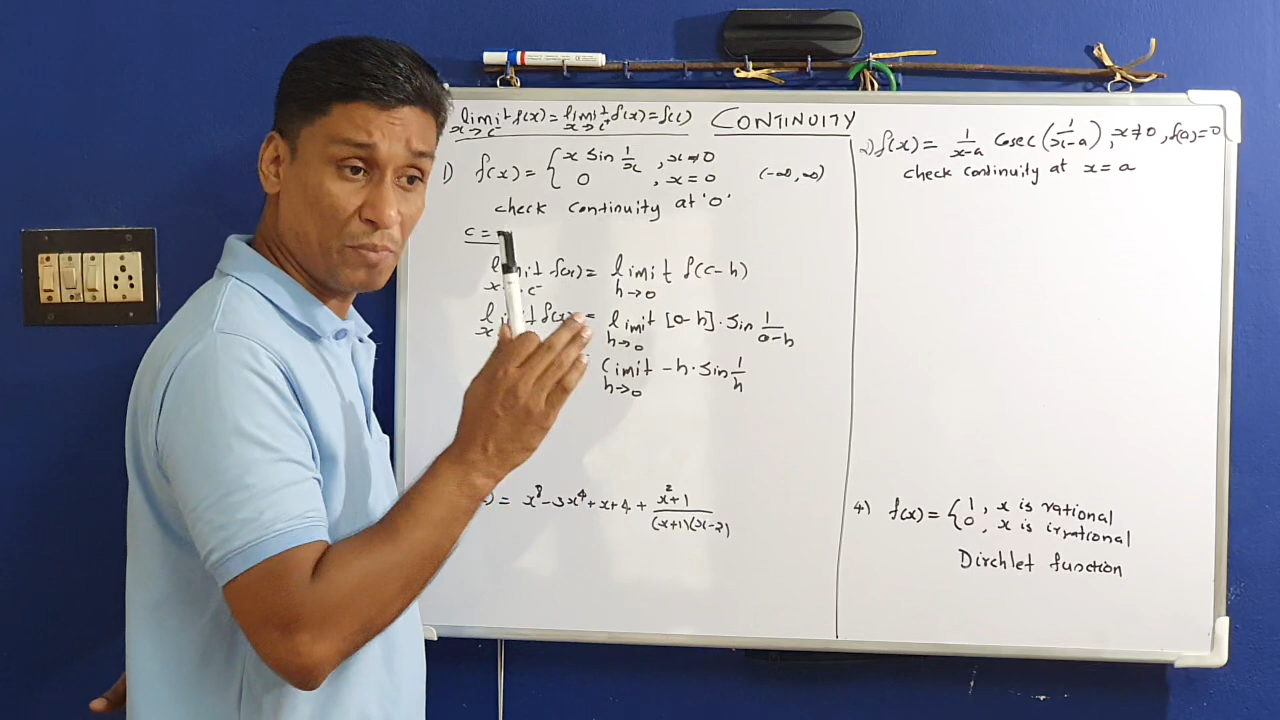 limit f(x) = limit f(x) = f(c)
x→c⁻ x→c⁺
CONTINUITY
1) f(x) = { x Sin 1/x , x≠0
0 , x=0 (-∞, ∞)
check continuity at '0'
c =
f(x) = limit f(c-h)
h→0
f(x) = limit [0-h]. Sin 1/0-h
h→0
limit -h. Sin 1/h
h→0
) = x⁸-3x⁴+x+4+ x²+1/(x+1)(x-2)
2) f(x) = 1/x-a Cosec (1/x-a), x≠0, f(a)=0
check continuity at x = a
4) f(x) = { 1 , x is rational
0 , x is irrational
Dirchlet function